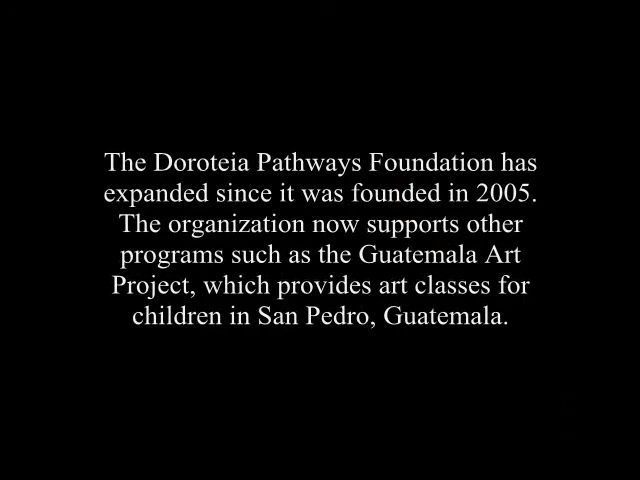 The Doroteia Pathways Foundation has
expanded since it was founded in 2005.
The organization now supports other
programs such as the Guatemala Art
Project, which provides art classes for
children in San Pedro, Guatemala.